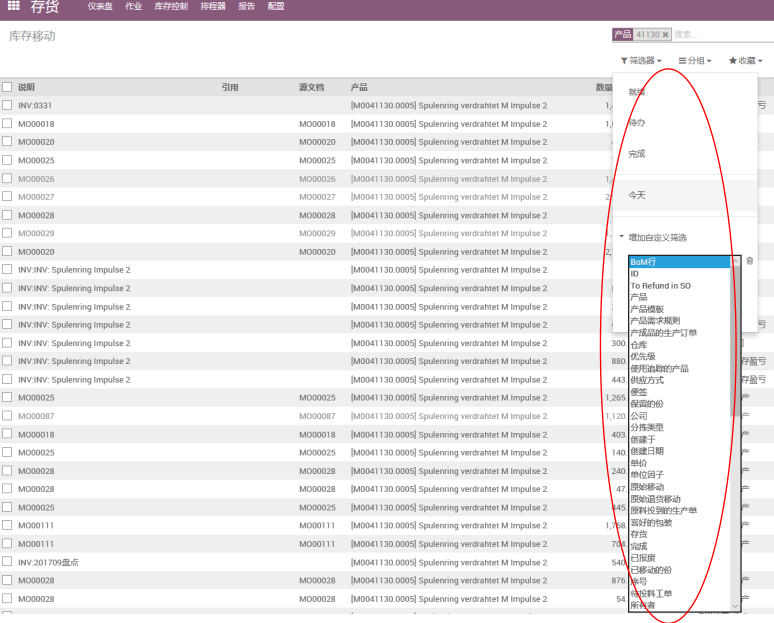 存货 仪表盘 作业 库存控制 排程器 报告 配置
库存移动
产品 41130 搜索...
筛选器 分组 收藏
说明 引用 源文档 产品 数量
INV:0331 [M0041130.0005] Spulenring verdrahtet M Impulse 2
MO00018 MO00018 [M0041130.0005] Spulenring verdrahtet M Impulse 2
MO00020 MO00020 [M0041130.0005] Spulenring verdrahtet M Impulse 2
MO00025 MO00025 [M0041130.0005] Spulenring verdrahtet M Impulse 2
MO00026 MO00026 [M0041130.0005] Spulenring verdrahtet M Impulse 2
MO00027 MO00027 [M0041130.0005] Spulenring verdrahtet M Impulse 2
MO00028 MO00028 [M0041130.0005] Spulenring verdrahtet M Impulse 2
MO00029 MO00029 [M0041130.0005] Spulenring verdrahtet M Impulse 2
MO00020 MO00020 [M0041130.0005] Spulenring verdrahtet M Impulse 2
INV:INV: Spulenring Impulse 2 [M0041130.0005] Spulenring verdrahtet M Impulse 2
INV:INV: Spulenring Impulse 2 [M0041130.0005] Spulenring verdrahtet M Impulse 2
INV:INV: Spulenring Impulse 2 [M0041130.0005] Spulenring verdrahtet M Impulse 2
INV:INV: Spulenring Impulse 2 [M0041130.0005] Spulenring verdrahtet M Impulse 2
INV:INV: Spulenring Impulse 2 [M0041130.0005] Spulenring verdrahtet M Impulse 2 300.
INV:INV: Spulenring Impulse 2 [M0041130.0005] Spulenring verdrahtet M Impulse 2 880. 存盈亏
INV:INV: Spulenring Impulse 2 [M0041130.0005] Spulenring verdrahtet M Impulse 2 443. 存盈亏
MO00025 MO00025 [M0041130.0005] Spulenring verdrahtet M Impulse 2 1,265. 产
MO00087 MO00087 [M0041130.0005] Spulenring verdrahtet M Impulse 2 1,120. 产
MO00018 MO00018 [M0041130.0005] Spulenring verdrahtet M Impulse 2 403. 产
MO00025 MO00025 [M0041130.0005] Spulenring verdrahtet M Impulse 2 140. 产
MO00028 MO00028 [M0041130.0005] Spulenring verdrahtet M Impulse 2 240. 产
MO00028 MO00028 [M0041130.0005] Spulenring verdrahtet M Impulse 2 47. 产
MO00025 MO00025 [M0041130.0005] Spulenring verdrahtet M Impulse 2 445. 产
MO00111 MO00111 [M0041130.0005] Spulenring verdrahtet M Impulse 2 1,768. 产
MO00111 MO00111 [M0041130.0005] Spulenring verdrahtet M Impulse 2 704. 产
INV:201709盘点 [M0041130.0005] Spulenring verdrahtet M Impulse 2 540.
MO00028 MO00028 [M0041130.0005] Spulenring verdrahtet M Impulse 2 876. 产
MO00028 MO00028 [M0041130.0005] Spulenring verdrahtet M Impulse 2 54. 产
就绪
待办
完成
今天
增加自定义筛选
BoM行
ID
To Refund in SO
产品
产品模板
产品需求规则
产成品的生产订单
仓库
优先级
使用追踪的产品
供应方式
便签
保留的份
公司
分拣类型
创建于
创建日期
单价
单位因子
原始移动
原始退货移动
原料投到的生产单
喜好的包装
存货
完成
已报废
已移动的份
序号
待投料工单
所有者